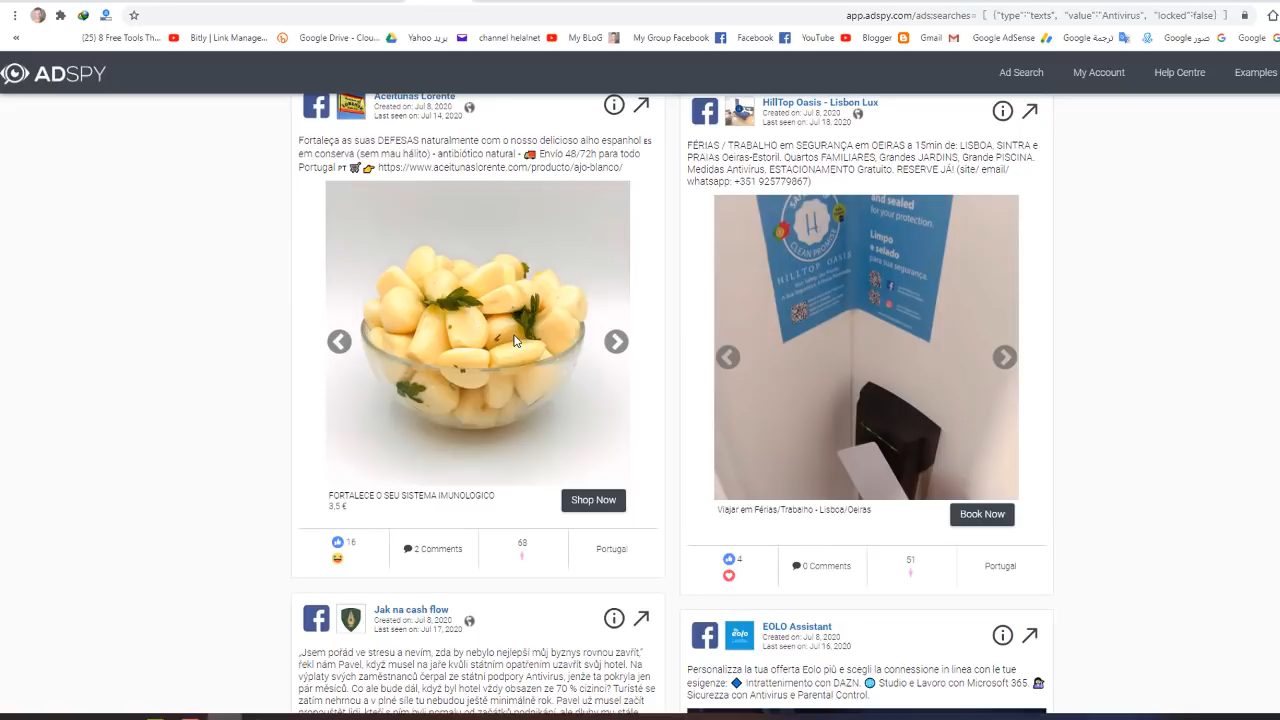 app.adspy.com/ads:searches= [ {"type":"texts", "value":"Antivirus", "locked":false} ]
(25) 8 Free Tools Th...
Bitly | Link Manage...
Google Drive - Clou...
Yahoo بريد
channel helalnet
My BLoG
My Group Facebook
Facebook
YouTube
Blogger
Gmail
Google AdSense
ترجمة Google
صور Google
Google
ADSPY
Ad Search
My Account
Help Centre
Examples
Aceitunas Lorente
Created on: Jul 8, 2020
Last seen on: Jul 14, 2020
Fortaleça as suas DEFESAS naturalmente com o nosso delicioso alho espanhol ES
em conserva (sem mau hálito) - antibiótico natural - 🚚 Envio 48/72h para todo
Portugal PT 🛒 👉 https://www.aceitunaslorente.com/producto/ajo-blanco/
FORTALECE O SEU SISTEMA IMUNOLOGICO
3,5 €
Shop Now
16
2 Comments
68
Portugal
HillTop Oasis - Lisbon Lux
Created on: Jul 8, 2020
Last seen on: Jul 18, 2020
FÉRIAS / TRABALHO em SEGURANÇA em OEIRAS a 15min de: LISBOA, SINTRA e
PRAIAs Oeiras-Estoril. Quartos FAMILIARES, Grandes JARDINS, Grande PISCINA.
Medidas Antivirus, ESTACIONAMENTO Gratuito. RESERVE JÁ! (site/ email/
whatsapp: +351 925779867)
and sealed
for your protection.
Limpo
e selado
para sua segurança.
H
CLEAN PROMISE
HILLTOP OASIS
Viajar em Férias/Trabalho - Lisboa/Oeiras
Book Now
4
0 Comments
51
Portugal
Jak na cash flow
Created on: Jul 8, 2020
Last seen on: Jul 17, 2020
„Jsem pořád ve stresu a nevím, zda by nebylo nejlepší můj byznys rovnou zavřít,"
řekl nám Pavel, když musel na jaře kvůli státním opatřením uzavřít svůj hotel. Na
výplaty svých zaměstnanců čerpal ze státní podpory Antivirus, jenže ta pokryla jen
pár měsíců. Co ale bude dál, když byl hotel vždy obsazen ze 70 % cizinci? Turisté se
zatím nehrnou a v plné síle tu nebudou ještě minimálně rok. Pavel už musel začít
EOLO Assistant
Created on: Jul 8, 2020
Last seen on: Jul 16, 2020
eolo
Personalizza la tua offerta Eolo più e scegli la connessione in linea con le tue
esigenze: 🔷 Intrattenimento con DAZN. 🔵 Studio e Lavoro con Microsoft 365.
Sicurezza con Antivirus e Parental Control.